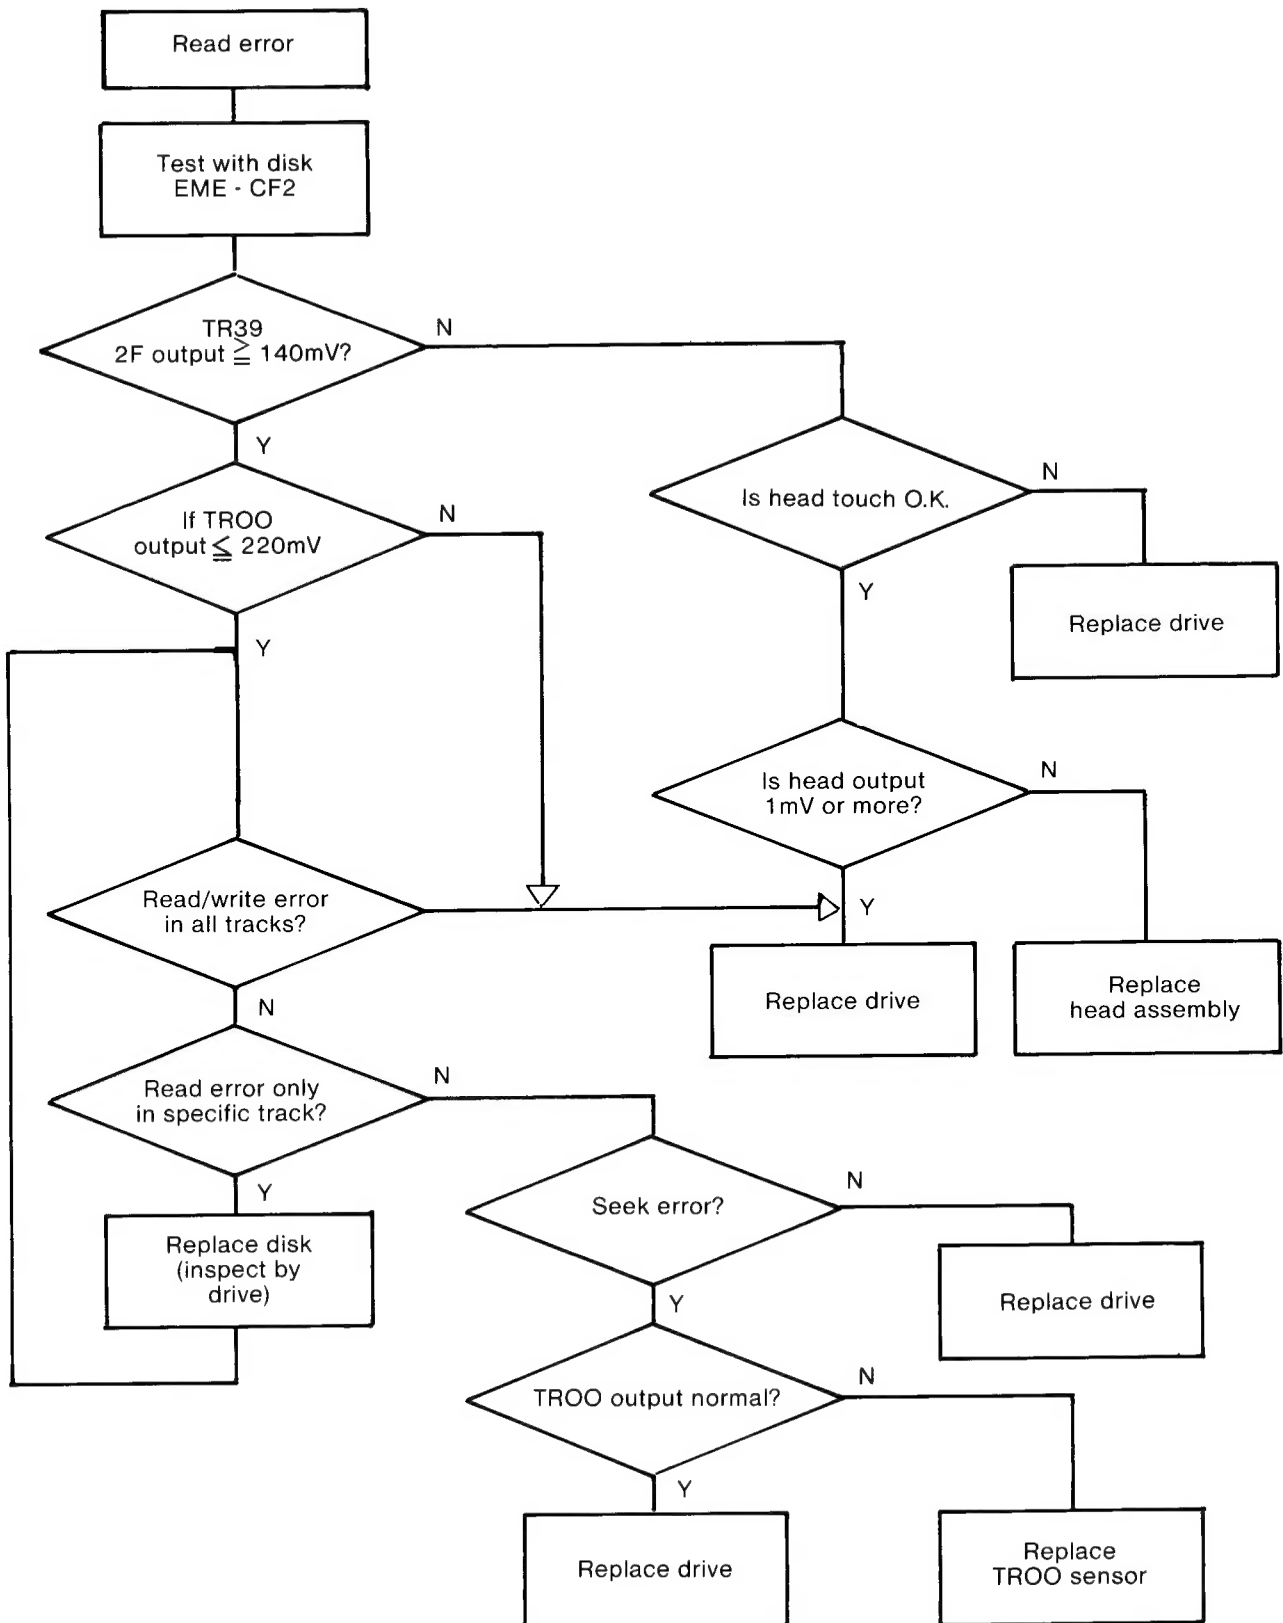 Read error
Test with disk
EME - CF2
TR39
2F output ≧ 140mV?
N
Y
If TROO
output ≦ 220mV
N
Y
Is head touch O.K.
N
Y
Replace drive
Is head output
1mV or more?
N
Y
Read/write error
in all tracks?
N
Replace drive
Replace
head assembly
Read error only
in specific track?
N
Y
Replace disk
(inspect by
drive)
Seek error?
N
Y
Replace drive
TROO output normal?
N
Y
Replace drive
Replace
TROO sensor